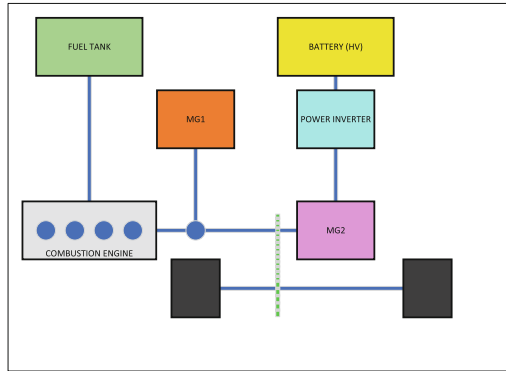 FUEL TANK
BATTERY (HV)
MG1
POWER INVERTER
MG2
COMBUSTION ENGINE